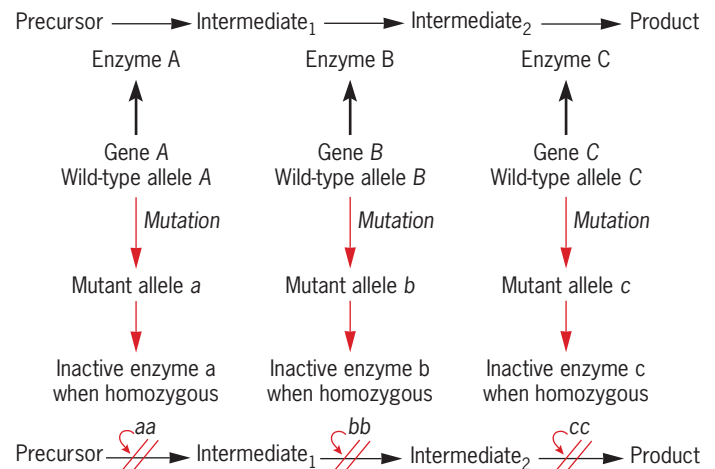 Precursor Intermediate1 Intermediate2 Product
Enzyme A Enzyme B Enzyme C
Gene A Gene B Gene C
Wild-type allele A Wild-type allele B Wild-type allele C
Mutation Mutation Mutation
Mutant allele a Mutant allele b Mutant allele c
Inactive enzyme a Inactive enzyme b Inactive enzyme c
when homozygous when homozygous when homozygous
aa bb cc
Precursor Intermediate1 Intermediate2 Product